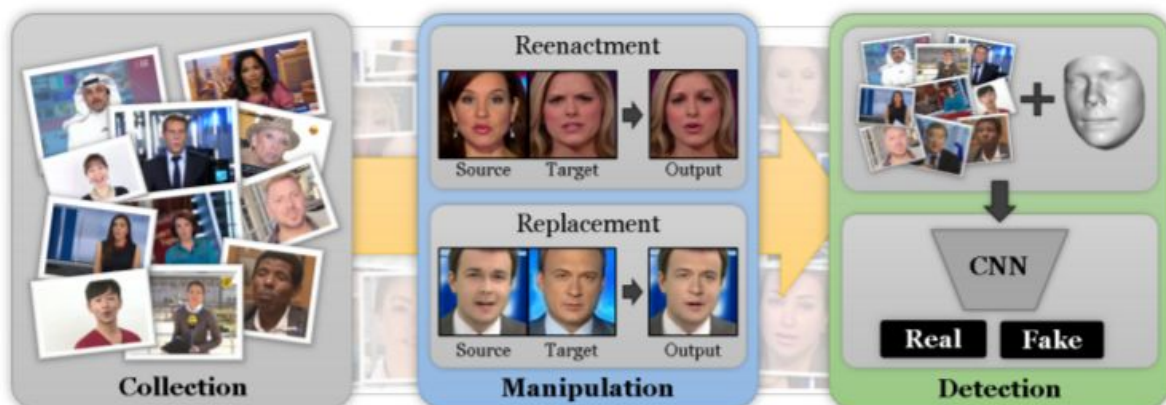 Reenactment
Source Target Output
Replacement
Source Target Output
CNN
Real Fake
Collection
Manipulation
Detection